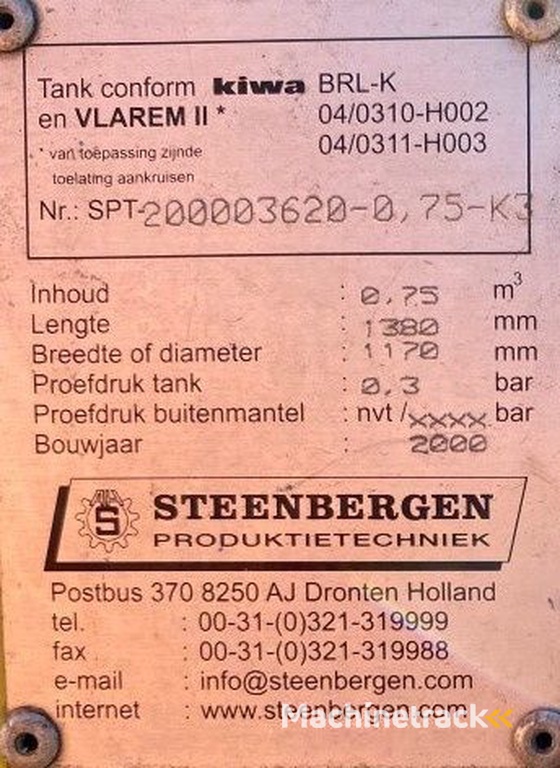 Tank conform kiwa BRL-K
en VLAREM II * 04/0310-H002
* van toepassing zijnde 04/0311-H003
toelating aankruisen
Nr.: SPT-200003620-0,75-K3
Inhoud : 0.75 m³
Lengte : 1380 mm
Breedte of diameter : 1170 mm
Proefdruk tank : 0,3 bar
Proefdruk buitenmantel : nvt /xxxx bar
Bouwjaar : 2000
S STEENBERGEN
PRODUKTIETECHNIEK
Postbus 370 8250 AJ Dronten Holland
tel. : 00-31-(0)321-319999
fax : 00-31-(0)321-319988
e-mail : info@steenbergen.com
internet : www.steenbergen.com
Machinetrack